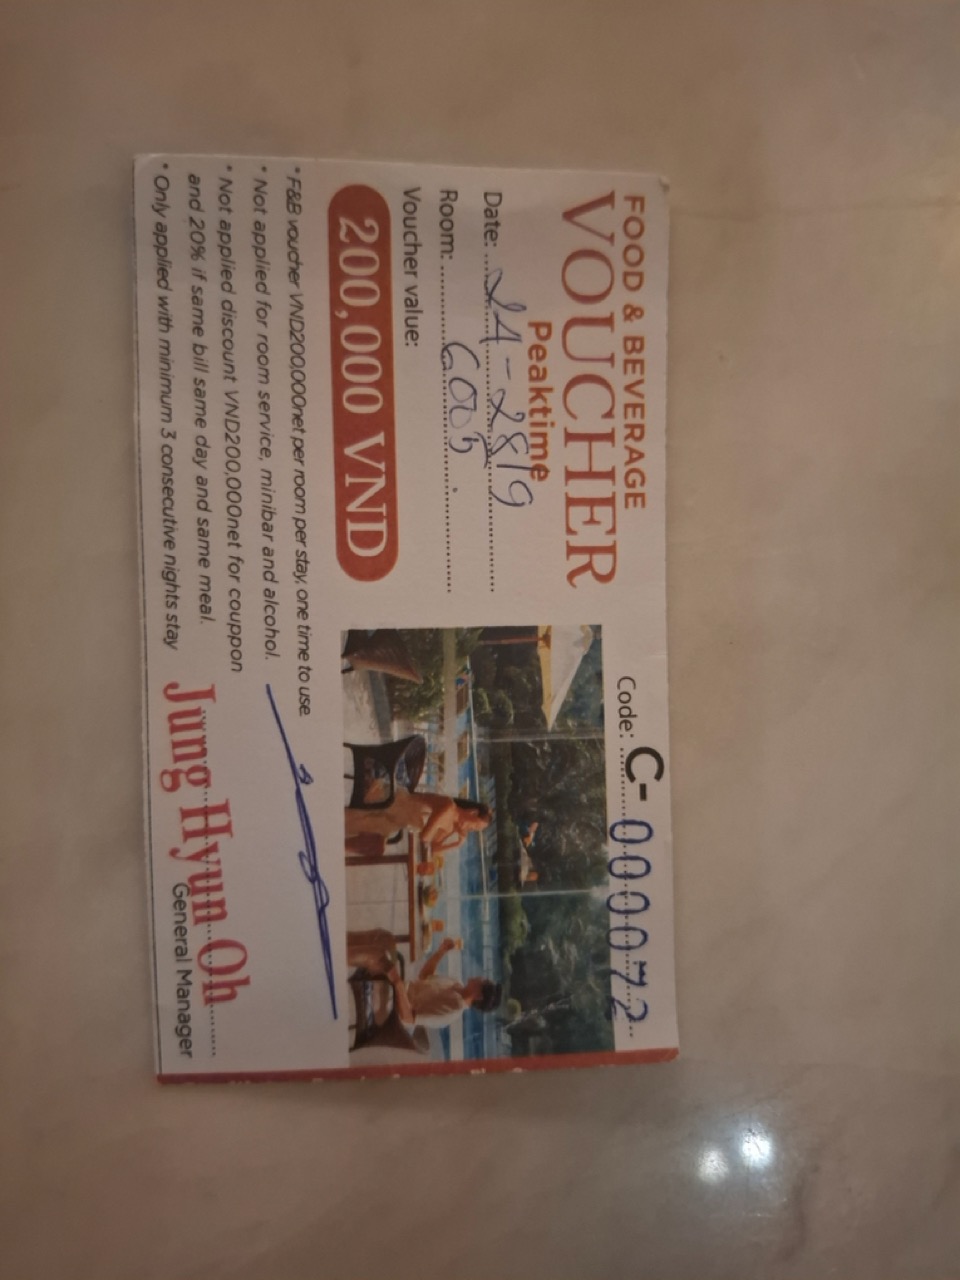 FOOD & BEVERAGE
VOUCHER
Peaktime
Code: C- 000072
Date: 24-28/9
Room: 6005
Voucher value:
200,000 VND
* F&B voucher VND200,000net per room per stay, one time to use.
* Not applied for room service, minibar and alcohol.
* Not applied discount VND200,000net for couppon
and 20% if same bill same day and same meal.
* Only applied with minimum 3 consecutive nights stay
Jung Hyun Oh
General Manager